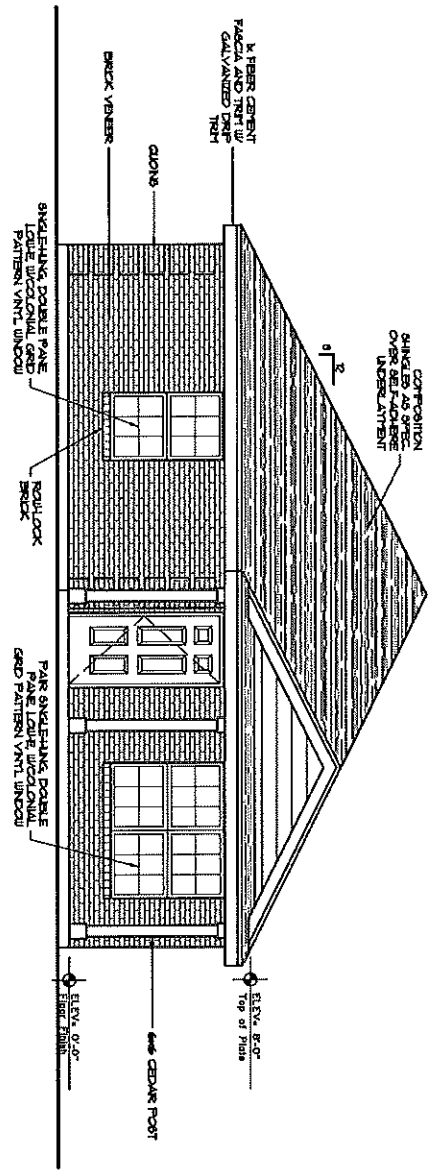 1x FIBER CEMENT
FASCIA AND TRIM W/
GALVANIZED DRIP
TRIM
QUOINS
BRICK VENEER
COMPOSITION
SHINGLES AS SPEC.
OVER SELF-ADHERE
UNDERLAYMENT
12
SINGLE-HUNG, DOUBLE PANE
LOW-E, W/COLONIAL GRID
PATTERN VINYL WINDOW
ROWLOCK
BRICK
PAIR SINGLE-HUNG, DOUBLE
PANE, LOW-E, W/COLONIAL
GRID PATTERN VINYL WINDOW
ELEV= 8'-0"
Top of Plate
ELEV= 0'-0"
Floor Finish
6x6 CEDAR POST